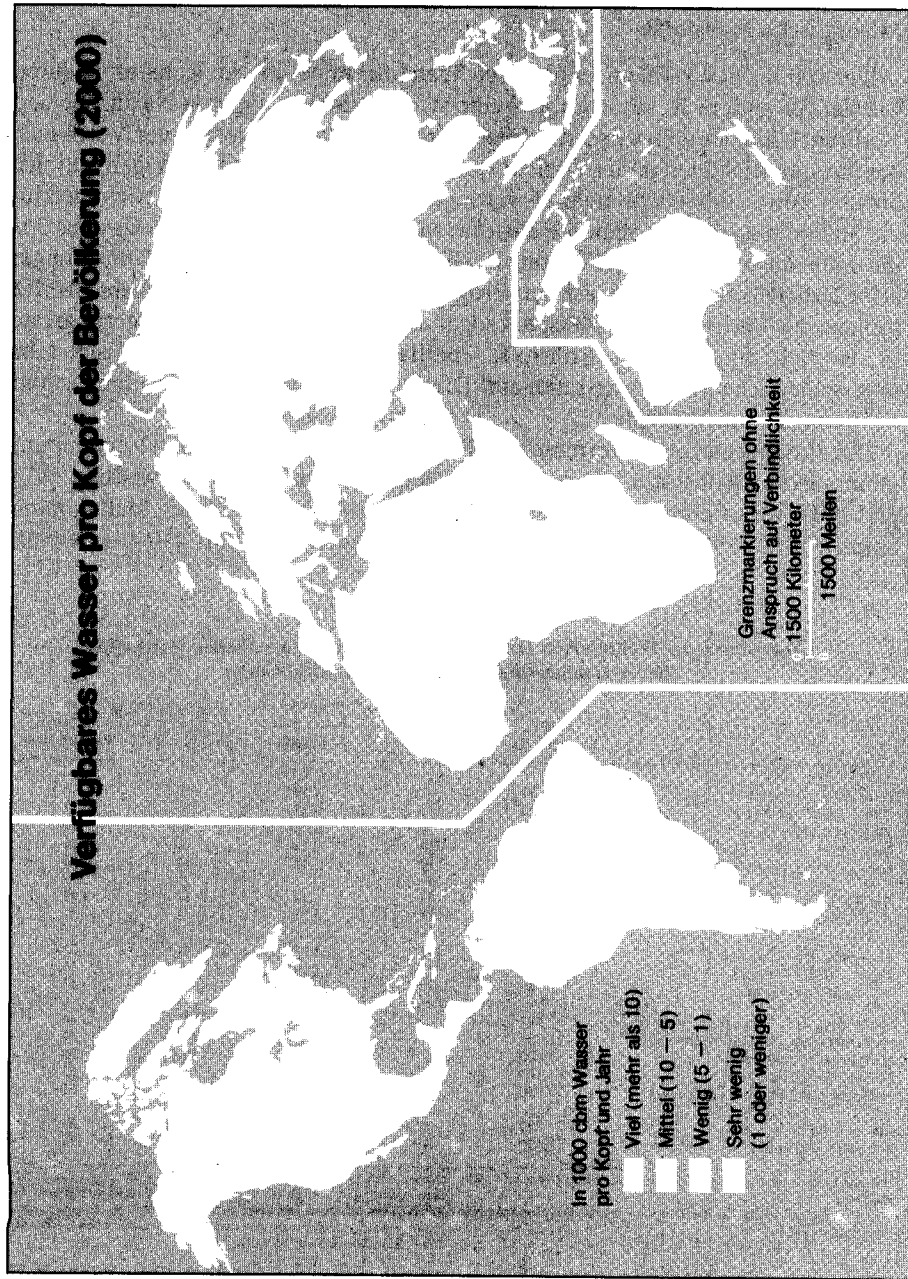 Verfügbares Wasser pro Kopf der Bevölkerung (2000)
In 1000 cbm Wasser
pro Kopf und Jahr
Viel (mehr als 10)
Mittel (10 – 5)
Wenig (5 – 1)
Sehr wenig
(1 oder weniger)
Grenzmarkierungen ohne
Anspruch auf Verbindlichkeit
0 1500 Kilometer
0 1500 Meilen